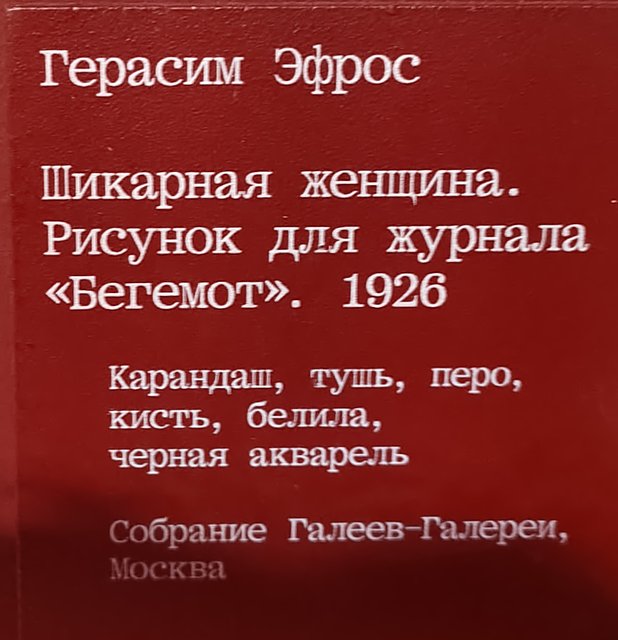 Герасим Эфрос
Шикарная женщина.
Рисунок для журнала
«Бегемот». 1926
Карандаш, тушь, перо,
кисть, белила,
черная акварель
Собрание Галеев-Галереи,
Москва